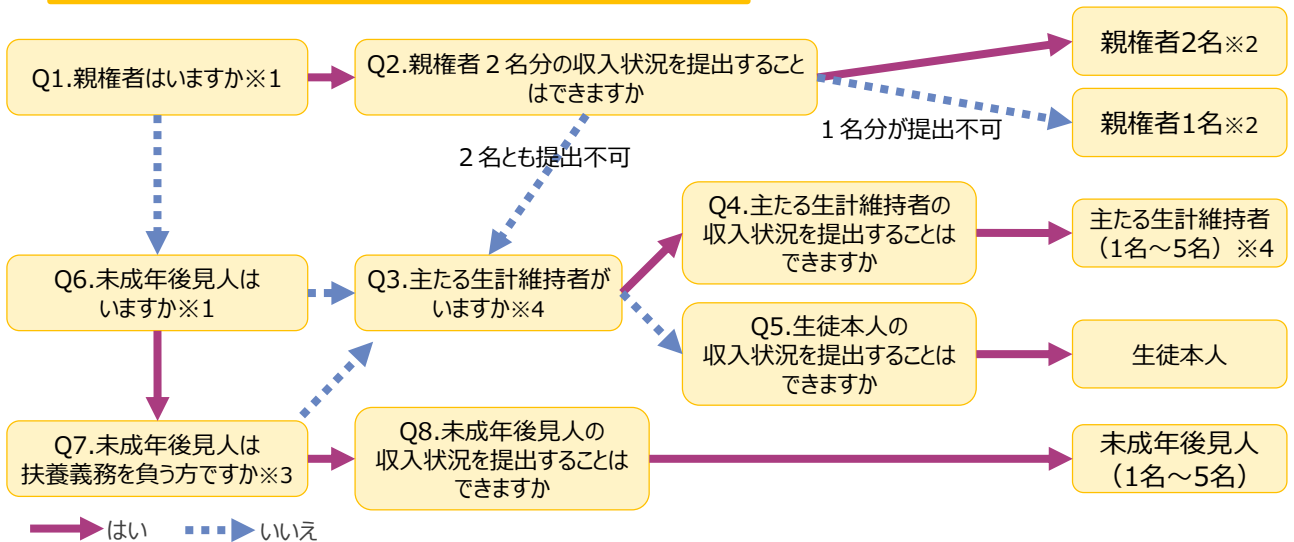 Q1.親権者はいますか※1
Q2.親権者２名分の収入状況を提出すること
はできますか
親権者2名※2
親権者1名※2
１名分が提出不可
２名とも提出不可
Q4.主たる生計維持者の
収入状況を提出することは
できますか
主たる生計維持者
（1名～5名）※4
Q6.未成年後見人は
いますか※1
Q3.主たる生計維持者が
いますか※4
Q5.生徒本人の
収入状況を提出することは
できますか
生徒本人
Q7.未成年後見人は
扶養義務を負う方ですか※3
Q8.未成年後見人の
収入状況を提出することは
できますか
未成年後見人
（1名～5名）
はい
いいえ